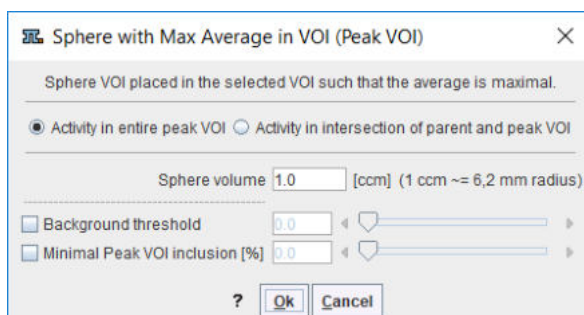 Sphere with Max Average in VOI (Peak VOI)
Sphere VOI placed in the selected VOI such that the average is maximal.
Activity in entire peak VOI Activity in intersection of parent and peak VOI
Sphere volume 1.0 [ccm] (1 ccm ~= 6,2 mm radius)
Background threshold 0.0
Minimal Peak VOI inclusion [%] 0.0
? Ok Cancel